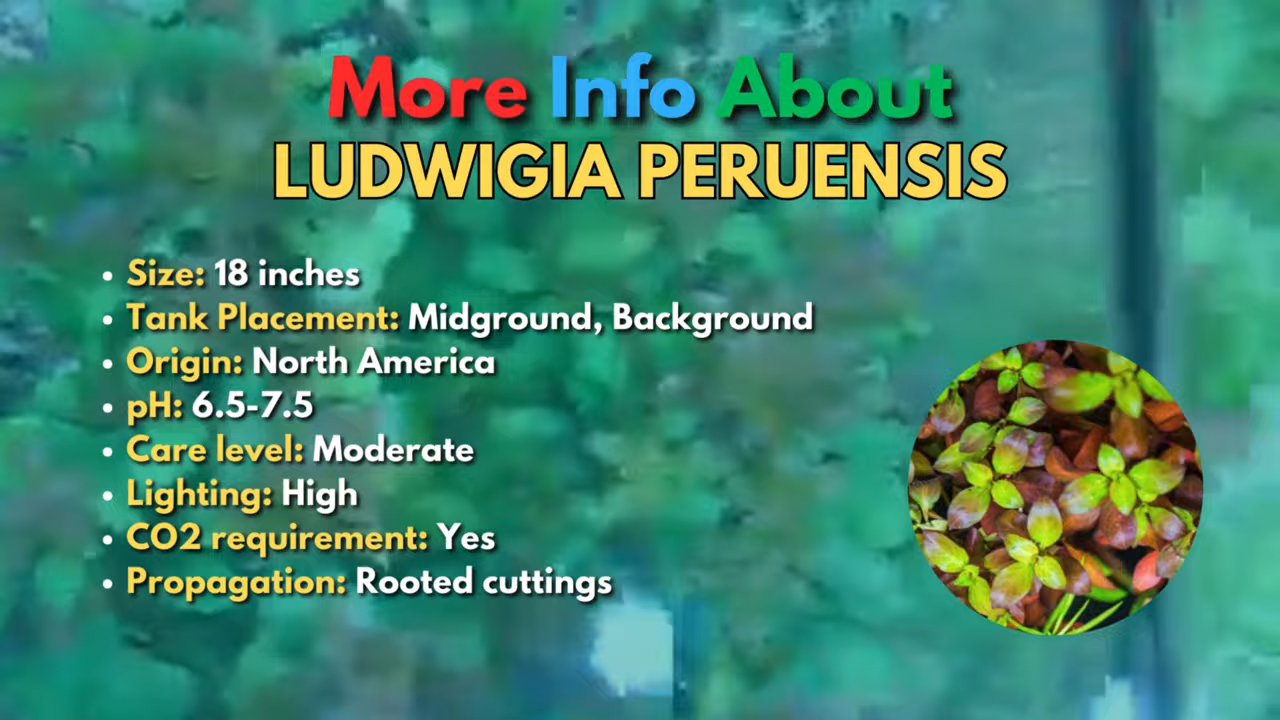 More Info About
LUDWIGIA PERUENSIS
• Size: 18 inches
• Tank Placement: Midground, Background
• Origin: North America
• pH: 6.5-7.5
• Care level: Moderate
• Lighting: High
• CO2 requirement: Yes
• Propagation: Rooted cuttings